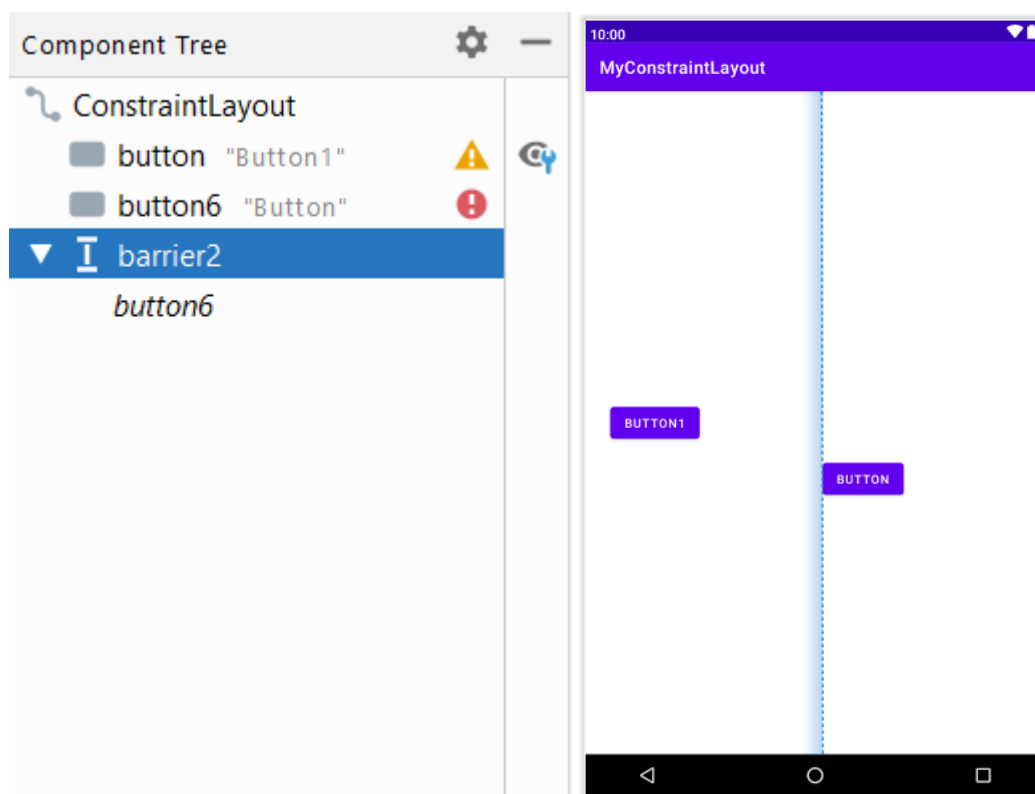 Component Tree
ConstraintLayout
button "Button1"
button6 "Button"
barrier2
button6
10:00
MyConstraintLayout
BUTTON1
BUTTON